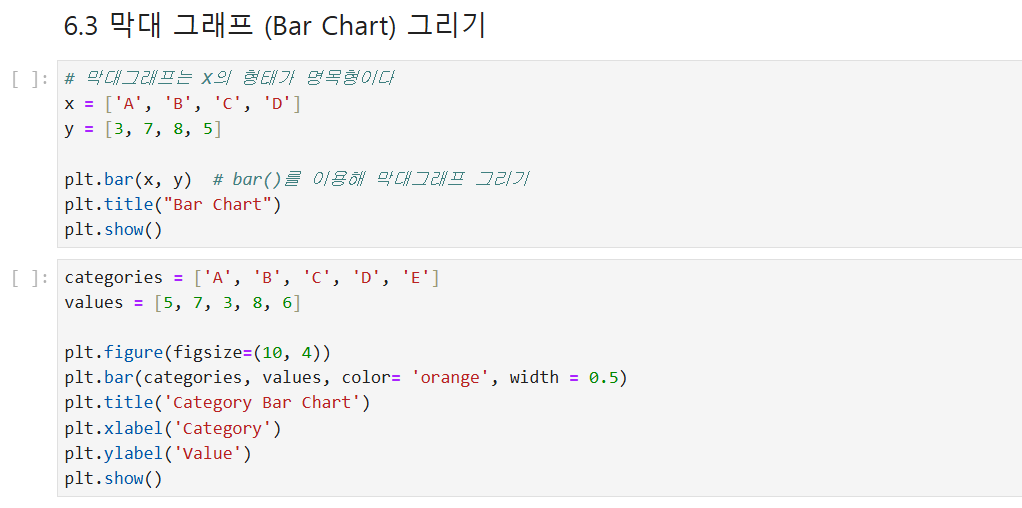 6.3 막대 그래프 (Bar Chart) 그리기
[ ]: # 막대그래프는 X의 형태가 명목형이다
x = ['A', 'B', 'C', 'D']
y = [3, 7, 8, 5]
plt.bar(x, y)  # bar()를 이용해 막대그래프 그리기
plt.title("Bar Chart")
plt.show()
[ ]: categories = ['A', 'B', 'C', 'D', 'E']
values = [5, 7, 3, 8, 6]
plt.figure(figsize=(10, 4))
plt.bar(categories, values, color= 'orange', width = 0.5)
plt.title('Category Bar Chart')
plt.xlabel('Category')
plt.ylabel('Value')
plt.show()